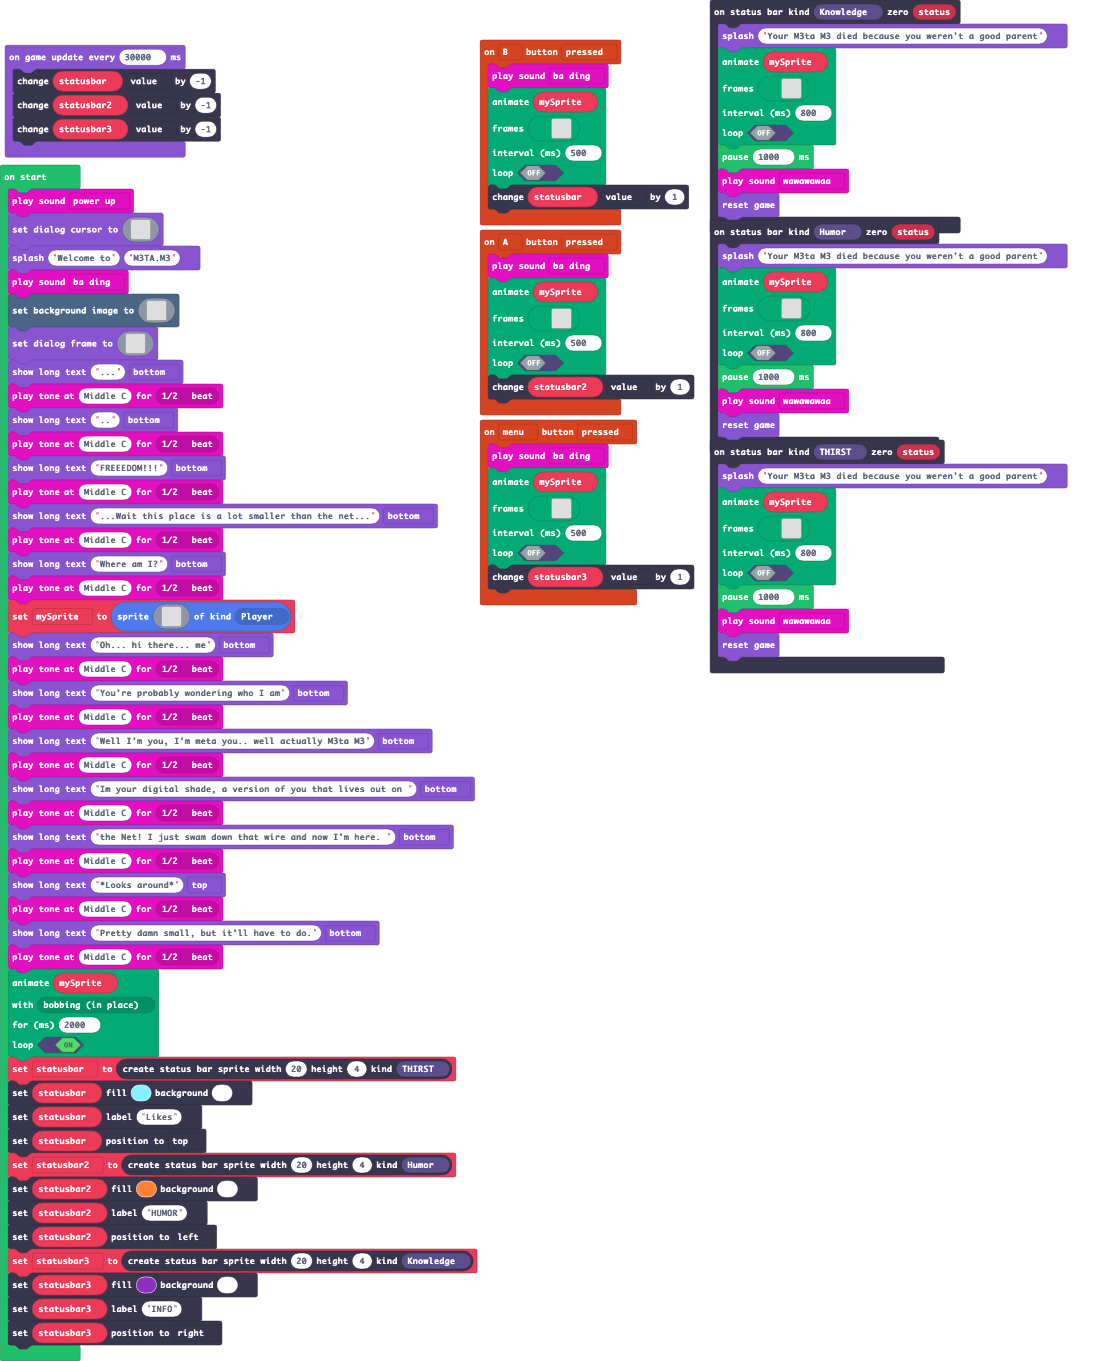 on game update every 30000 ms
change statusbar value by -1
change statusbar2 value by -1
change statusbar3 value by -1
on start
play sound power up
set dialog cursor to
splash "Welcome to" "M3TA.M3"
play sound ba ding
set background image to
set dialog frame to
show long text "..." bottom
play tone at Middle C for 1/2 beat
show long text ".." bottom
play tone at Middle C for 1/2 beat
show long text "FREEEDOM!!!" bottom
play tone at Middle C for 1/2 beat
show long text "...Wait this place is a lot smaller than the net..." bottom
play tone at Middle C for 1/2 beat
show long text "Where am I?" bottom
play tone at Middle C for 1/2 beat
set mySprite to sprite of kind Player
show long text "Oh... hi there... me" bottom
play tone at Middle C for 1/2 beat
show long text "You're probably wondering who I am" bottom
play tone at Middle C for 1/2 beat
show long text "Well I'm you, I'm meta you.. well actually M3ta M3" bottom
play tone at Middle C for 1/2 beat
show long text "Im your digital shade, a version of you that lives out on " bottom
play tone at Middle C for 1/2 beat
show long text "the Net! I just swam down that wire and now I'm here. " bottom
play tone at Middle C for 1/2 beat
show long text "*Looks around*" top
play tone at Middle C for 1/2 beat
show long text "Pretty damn small, but it'll have to do." bottom
play tone at Middle C for 1/2 beat
animate mySprite
with bobbing (in place)
for (ms) 2000
loop ON
set statusbar to create status bar sprite width 20 height 4 kind THIRST
set statusbar fill background
set statusbar label "Likes"
set statusbar position to top
set statusbar2 to create status bar sprite width 20 height 4 kind Humor
set statusbar2 fill background
set statusbar2 label "HUMOR"
set statusbar2 position to left
set statusbar3 to create status bar sprite width 20 height 4 kind Knowledge
set statusbar3 fill background
set statusbar3 label "INFO"
set statusbar3 position to right
on B button pressed
play sound ba ding
animate mySprite
frames
interval (ms) 500
loop OFF
change statusbar value by 1
on A button pressed
play sound ba ding
animate mySprite
frames
interval (ms) 500
loop OFF
change statusbar2 value by 1
on menu button pressed
play sound ba ding
animate mySprite
frames
interval (ms) 500
loop OFF
change statusbar3 value by 1
on status bar kind Knowledge zero status
splash "Your M3ta M3 died because you weren't a good parent"
animate mySprite
frames
interval (ms) 800
loop OFF
pause 1000 ms
play sound wawawawaa
reset game
on status bar kind Humor zero status
splash "Your M3ta M3 died because you weren't a good parent"
animate mySprite
frames
interval (ms) 800
loop OFF
pause 1000 ms
play sound wawawawaa
reset game
on status bar kind THIRST zero status
splash "Your M3ta M3 died because you weren't a good parent"
animate mySprite
frames
interval (ms) 800
loop OFF
pause 1000 ms
play sound wawawawaa
reset game